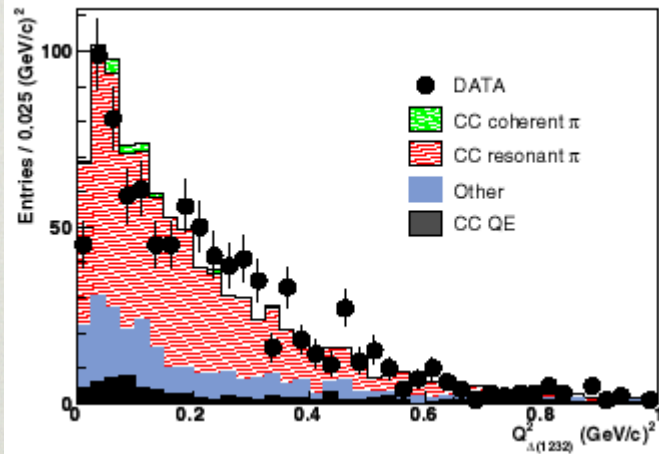 Entries / 0,025 (GeV/c)²
100
50
0
DATA
CC coherent π
CC resonant π
Other
CC QE
0 0.2 0.4 0.6 0.8 1
Q²Δ(1232) (GeV/c)²